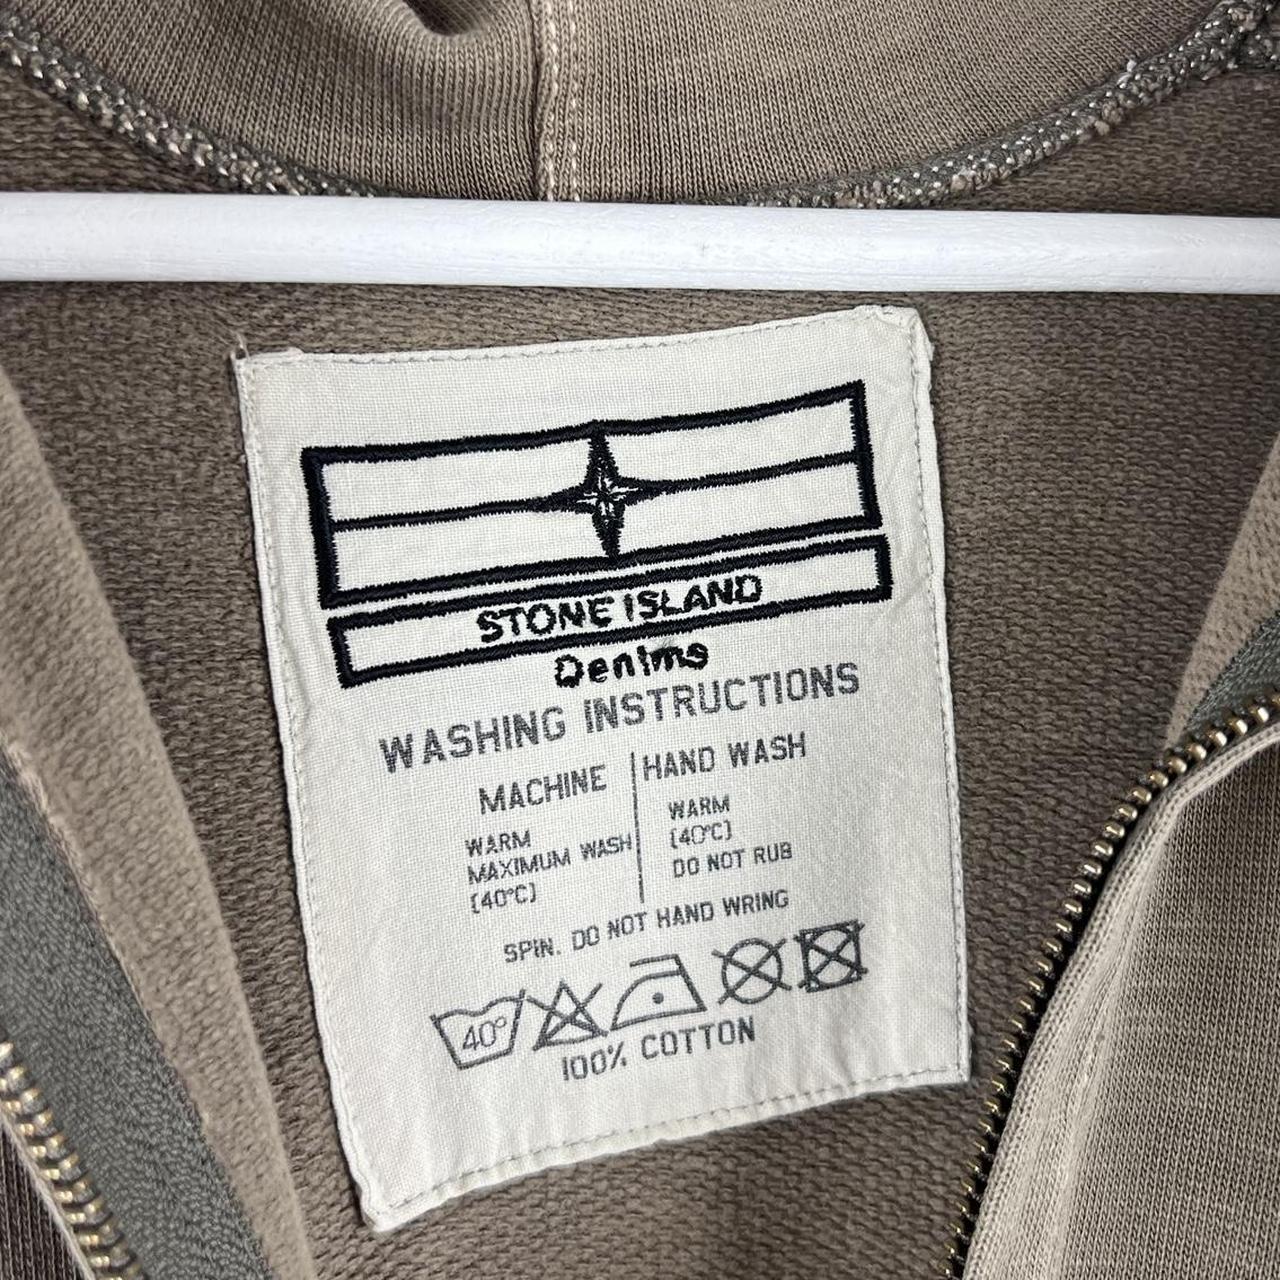 STONE ISLAND
Denims
WASHING INSTRUCTIONS
MACHINE
WARM
MAXIMUM WASH
(40°C)
HAND WASH
WARM
(40°C)
DO NOT RUB
SPIN. DO NOT HAND WRING
40°
100% COTTON